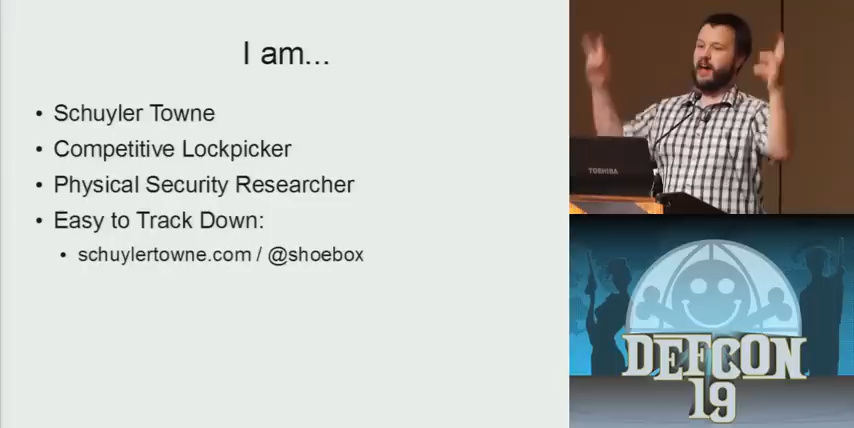 I am...
• Schuyler Towne
• Competitive Lockpicker
• Physical Security Researcher
• Easy to Track Down:
• schuylertowne.com / @shoebox
TOSHIBA
DEFCON
19